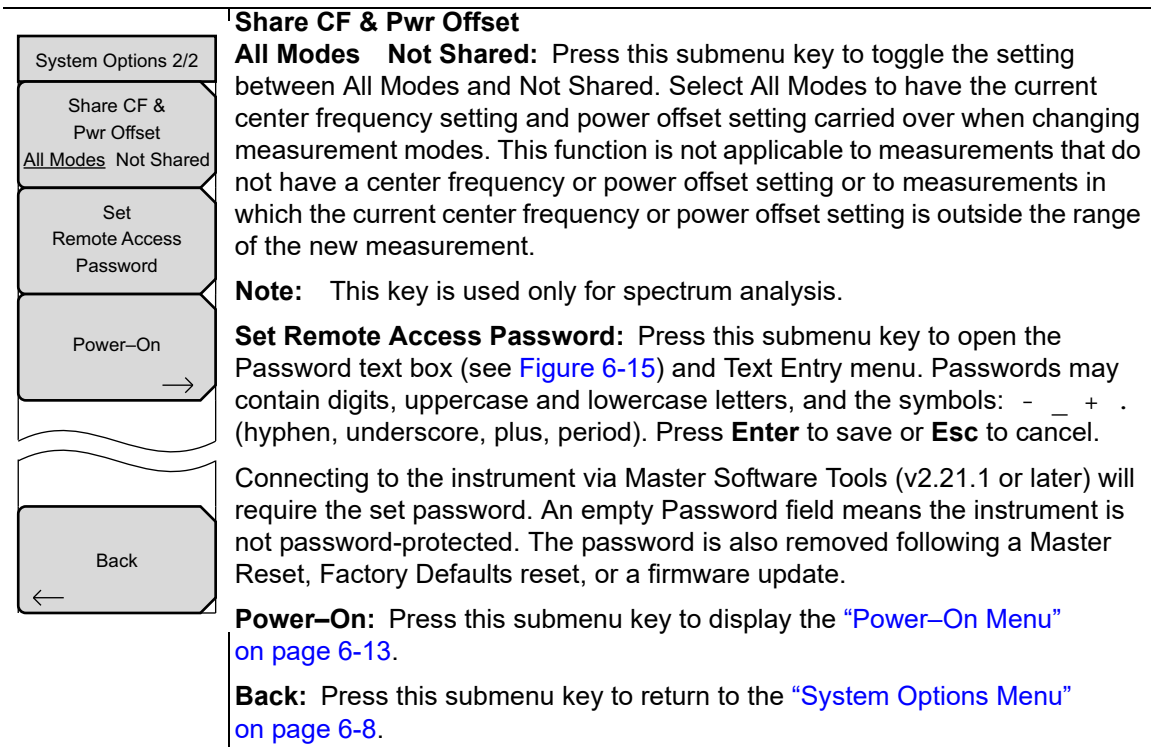 System Options 2/2
Share CF &
Pwr Offset
All Modes Not Shared
Set
Remote Access
Password
Power–On
Back
Share CF & Pwr Offset
All Modes Not Shared: Press this submenu key to toggle the setting
between All Modes and Not Shared. Select All Modes to have the current
center frequency setting and power offset setting carried over when changing
measurement modes. This function is not applicable to measurements that do
not have a center frequency or power offset setting or to measurements in
which the current center frequency or power offset setting is outside the range
of the new measurement.
Note: This key is used only for spectrum analysis.
Set Remote Access Password: Press this submenu key to open the
Password text box (see Figure 6-15) and Text Entry menu. Passwords may
contain digits, uppercase and lowercase letters, and the symbols: - _ + .
(hyphen, underscore, plus, period). Press Enter to save or Esc to cancel.
Connecting to the instrument via Master Software Tools (v2.21.1 or later) will
require the set password. An empty Password field means the instrument is
not password-protected. The password is also removed following a Master
Reset, Factory Defaults reset, or a firmware update.
Power–On: Press this submenu key to display the “Power–On Menu”
on page 6-13.
Back: Press this submenu key to return to the “System Options Menu”
on page 6-8.